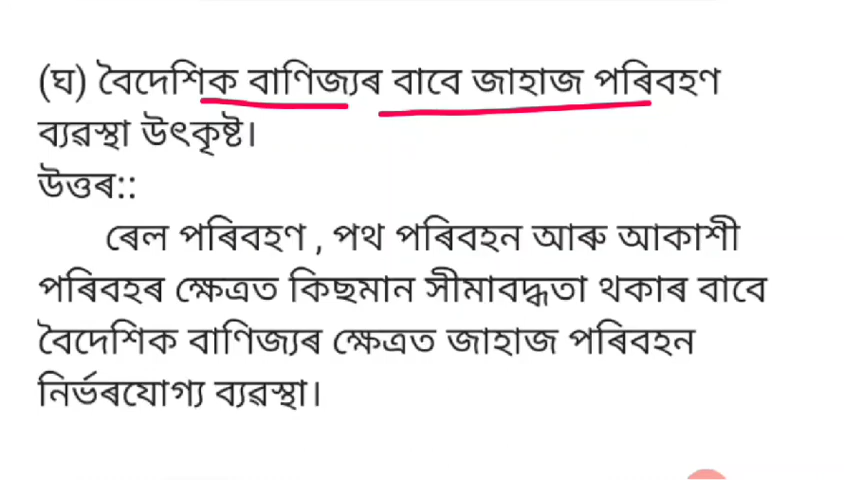 (ঘ) বৈদেশিক বাণিজ্যৰ বাবে জাহাজ পৰিবহণ
ব্যৱস্থা উৎকৃষ্ট।
উত্তৰ::
ৰেল পৰিবহণ , পথ পৰিবহন আৰু আকাশী
পৰিবহৰ ক্ষেত্ৰত কিছমান সীমাবদ্ধতা থকাৰ বাবে
বৈদেশিক বাণিজ্যৰ ক্ষেত্ৰত জাহাজ পৰিবহন
নিৰ্ভৰযোগ্য ব্যৱস্থা।